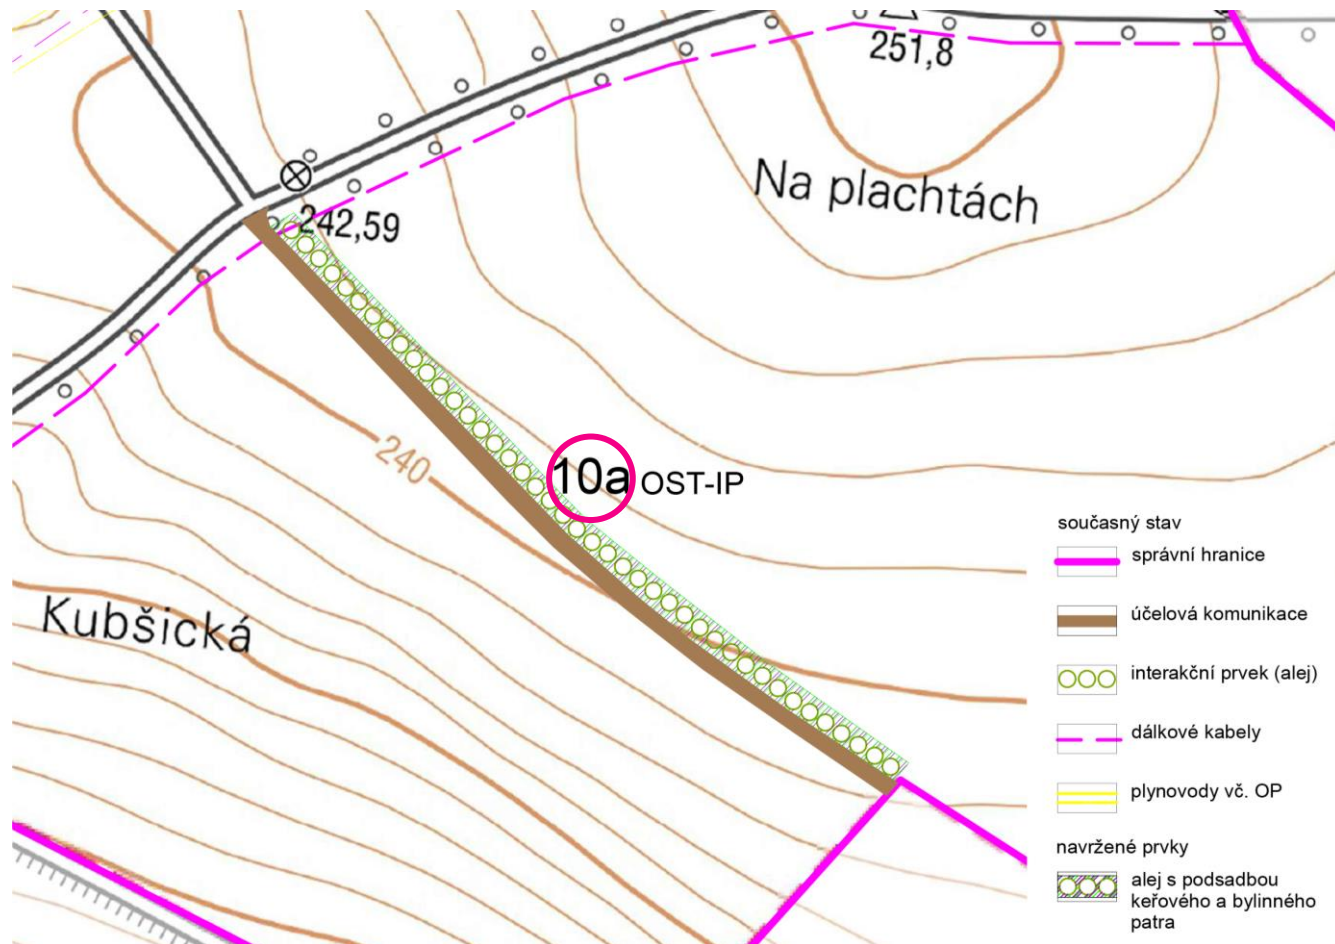 251,8
Na plachtách
242,59
240
10a OST-IP
Kubšická
současný stav
správní hranice
účelová komunikace
interakční prvek (alej)
dálkové kabely
plynovody vč. OP
navržené prvky
alej s podsadbou
keřového a bylinného
patra